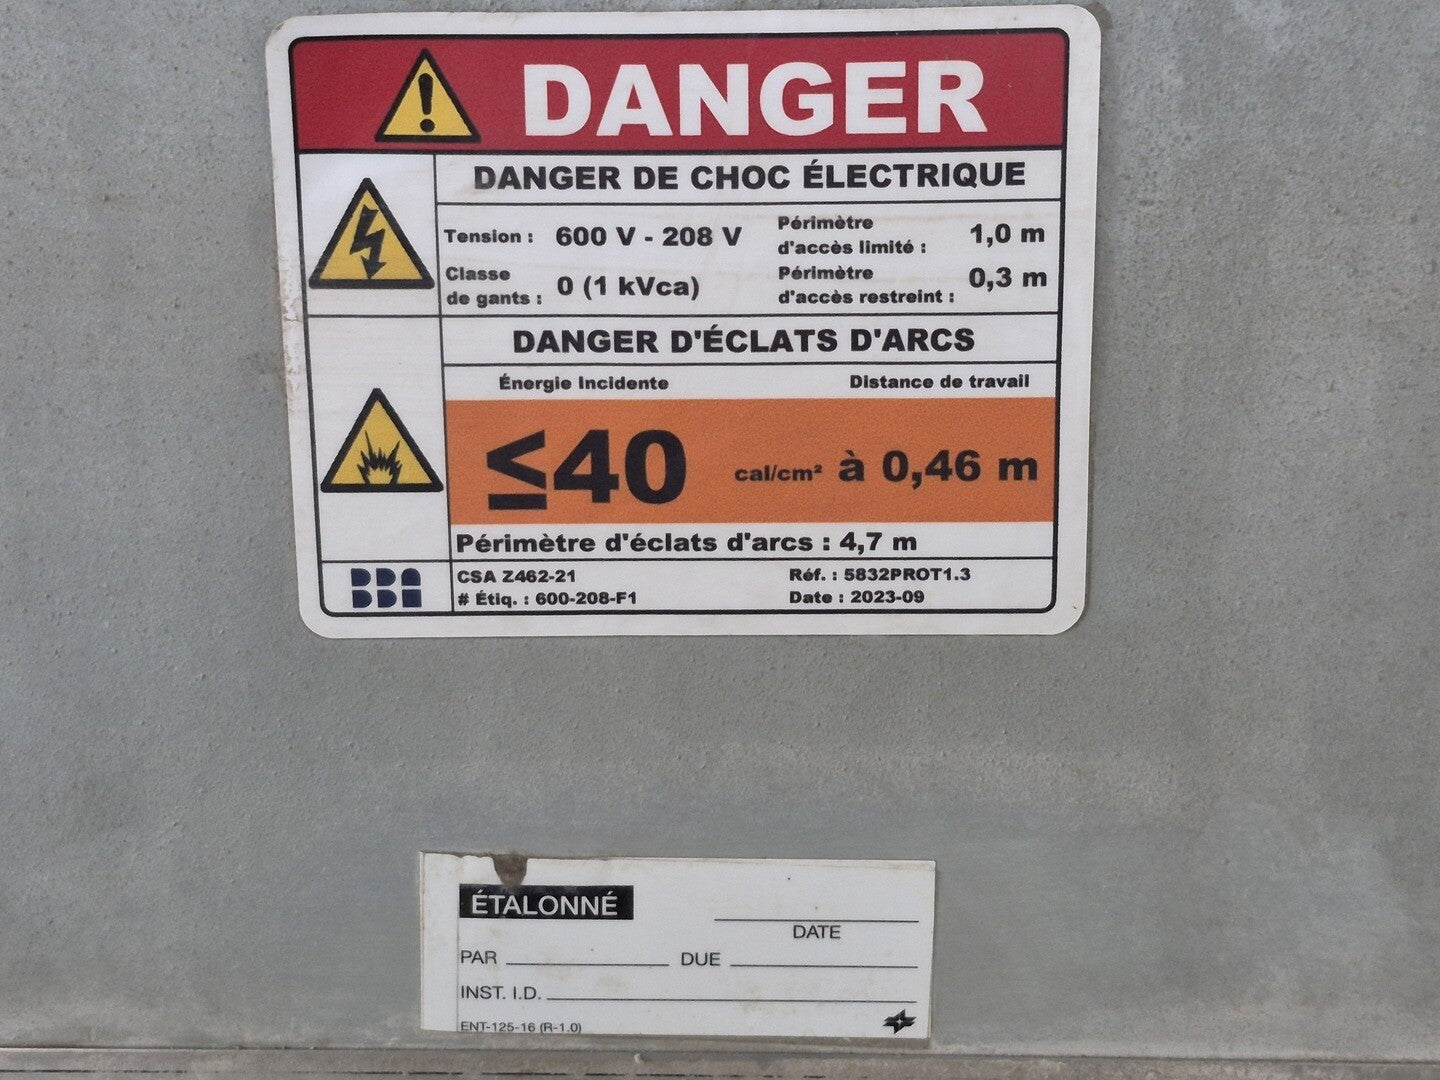 DANGER
DANGER DE CHOC ÉLECTRIQUE
Tension : 600 V - 208 V
Classe
de gants : 0 (1 kVca)
Périmètre
d'accès limité : 1,0 m
Périmètre
d'accès restreint : 0,3 m
DANGER D'ÉCLATS D'ARCS
Énergie Incidente Distance de travail
≤40 cal/cm² à 0,46 m
Périmètre d'éclats d'arcs : 4,7 m
BBA
CSA Z462-21 Réf. : 5832PROT1.3
# Étiq. : 600-208-F1 Date : 2023-09
ÉTALONNÉ
DATE
PAR DUE
INST. I.D.
ENT-125-16 (R-1.0)